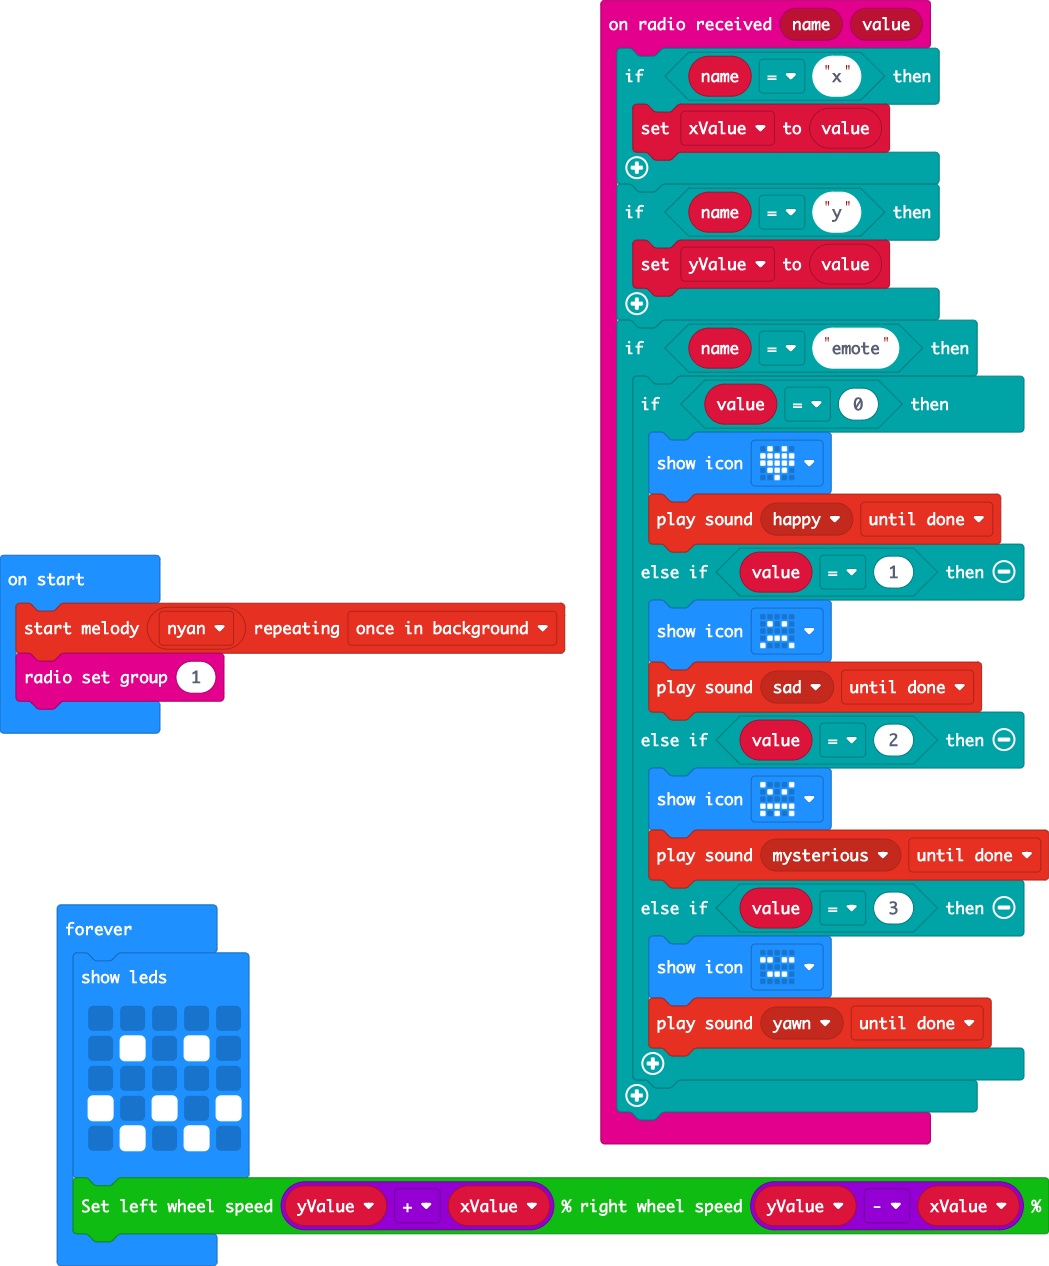 on radio received name value
if name = "x" then
set xValue to value
if name = "y" then
set yValue to value
if name = "emote" then
if value = 0 then
show icon
play sound happy until done
else if value = 1 then
show icon
play sound sad until done
else if value = 2 then
show icon
play sound mysterious until done
else if value = 3 then
show icon
play sound yawn until done
on start
start melody nyan repeating once in background
radio set group 1
forever
show leds
Set left wheel speed yValue + xValue % right wheel speed yValue - xValue %